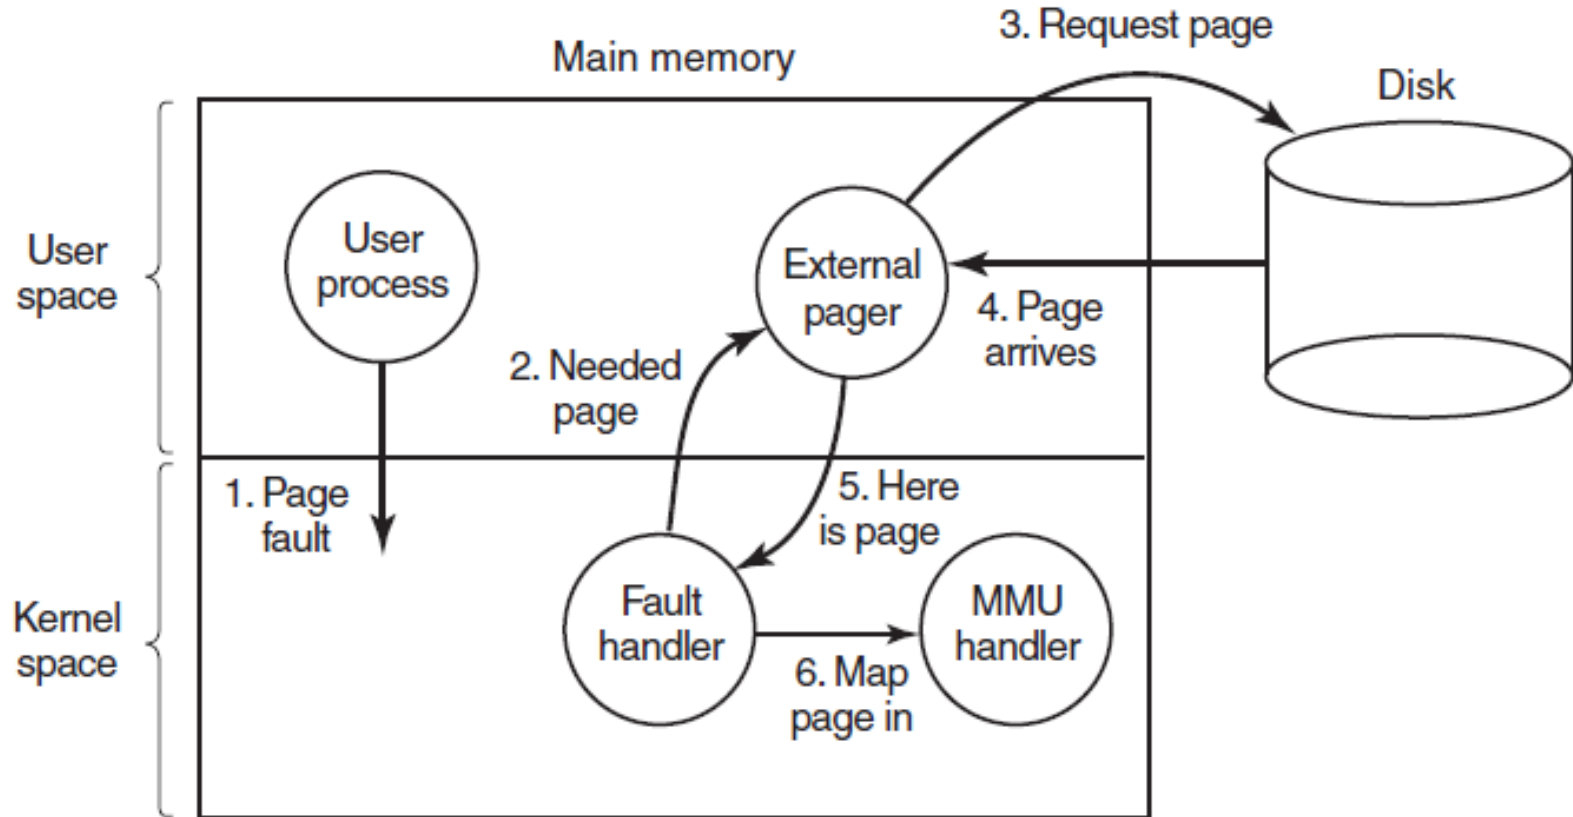 3. Request page
Main memory
Disk
User
space
User
process
External
pager
4. Page
arrives
2. Needed
page
1. Page
fault
5. Here
is page
Kernel
space
Fault
handler
MMU
handler
6. Map
page in